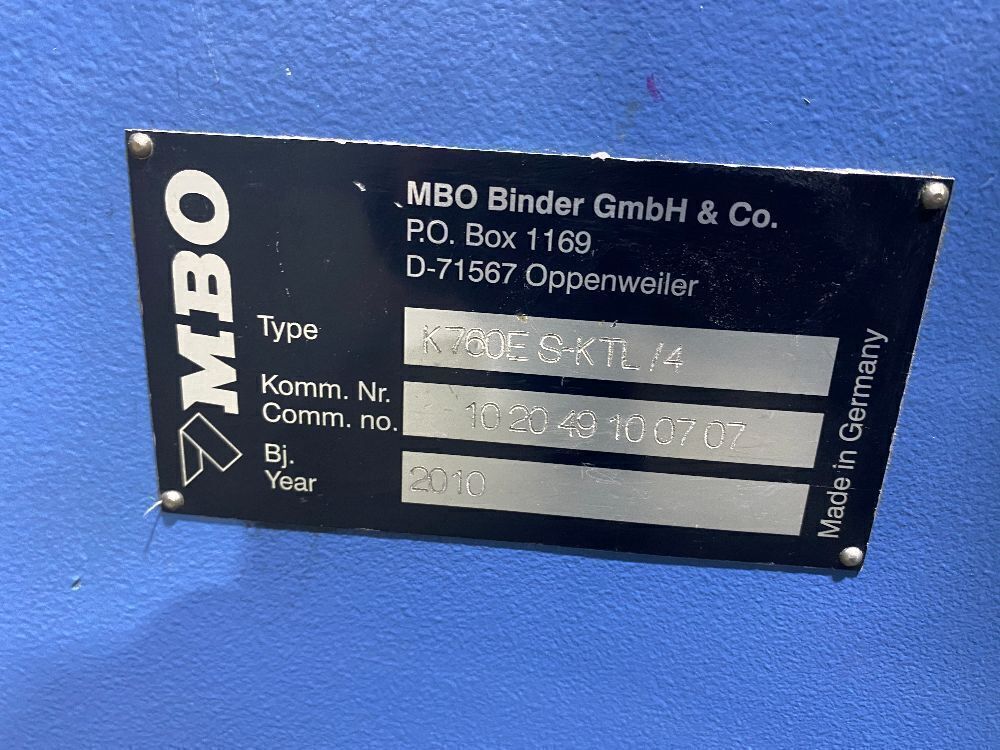 MBO
MBO Binder GmbH & Co.
P.O. Box 1169
D-71567 Oppenweiler
Type K760E S-KTL/4
Komm. Nr.
Comm. no. 10 20 49 10 07 07
Bj.
Year 2010
Made in Germany